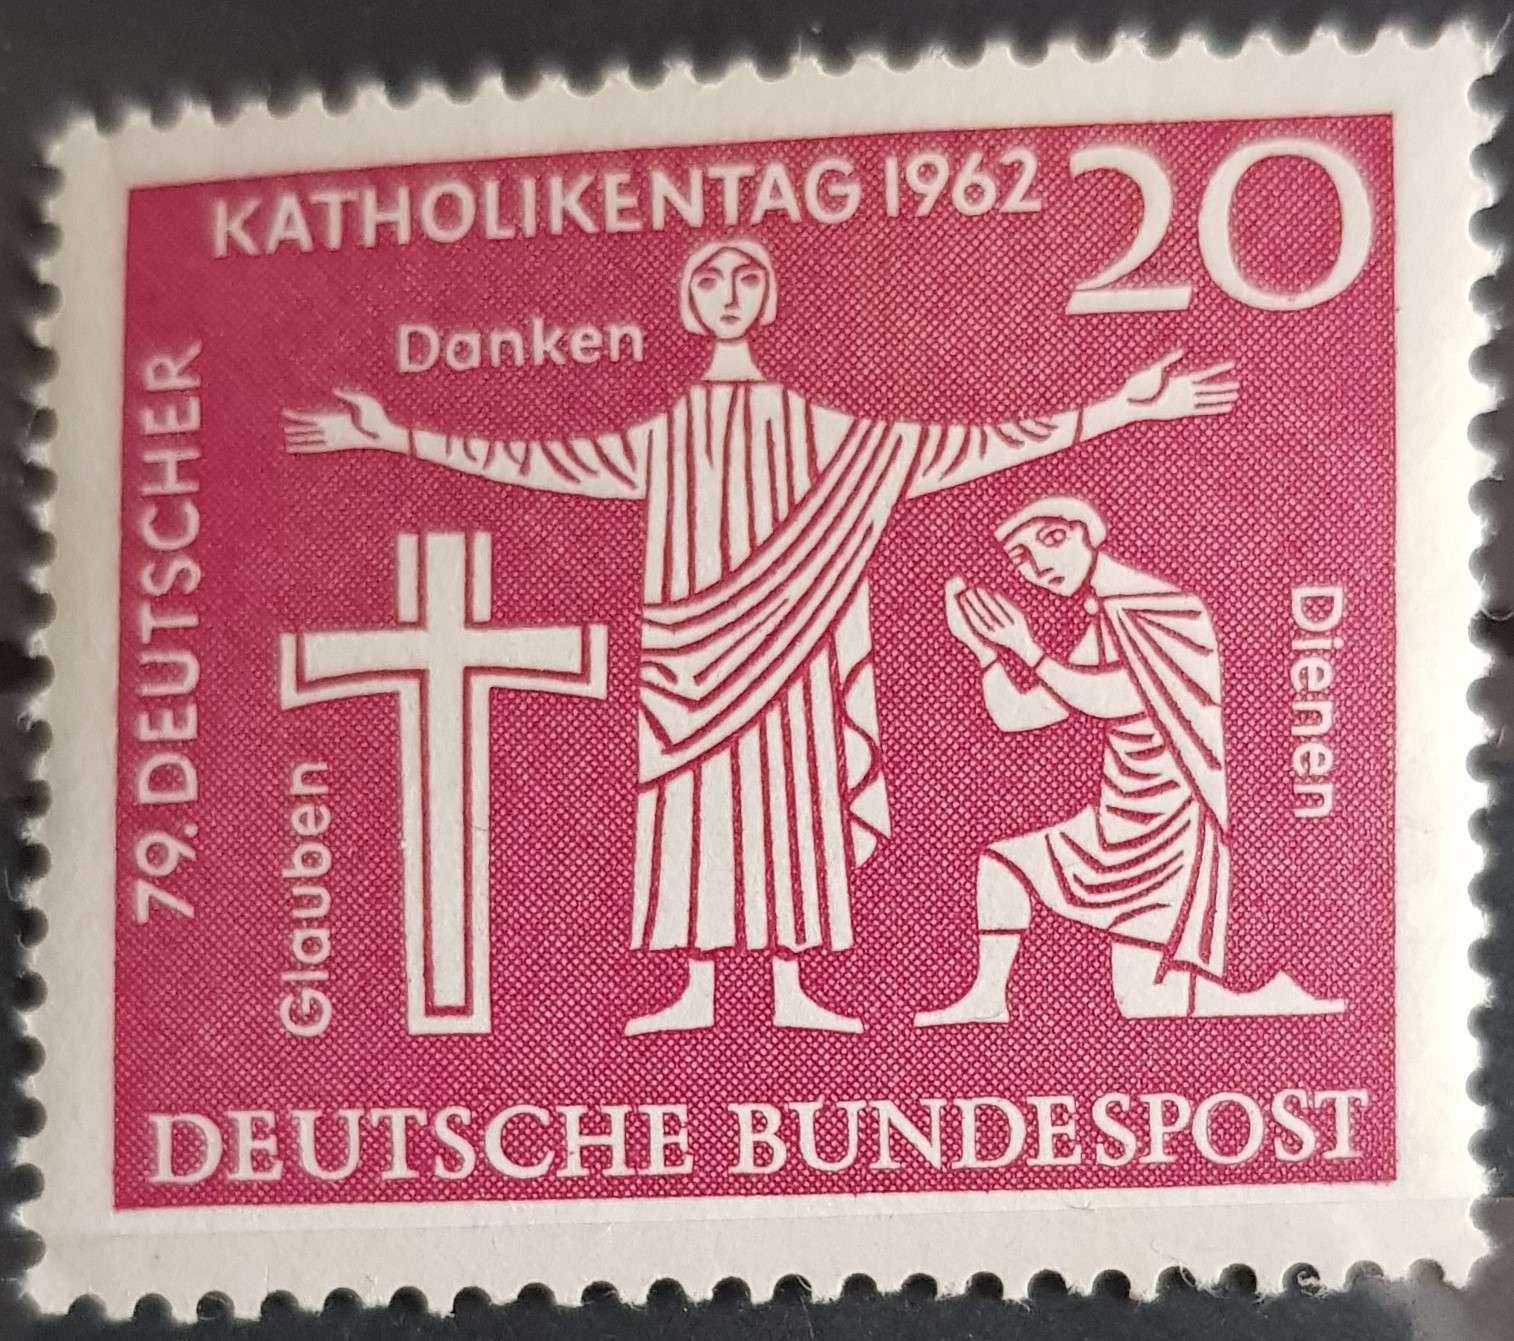 79. DEUTSCHER
KATHOLIKENTAG 1962
20
Glauben
Danken
Dienen
DEUTSCHE BUNDESPOST